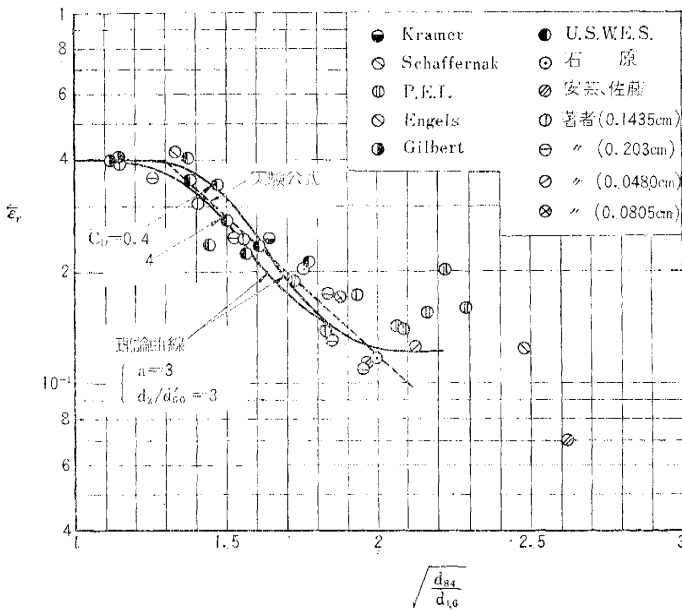 1
8
6
4
ε̄r
2
10⁻¹
8
6
4
1
1.5
2
2.5
3
√(d84/d16)
Kramer
Schaffernak
P.E.L.
Engels
Gilbert
U.S.W.E.S.
石 原
安芸、佐藤
著者(0.1435cm)
〃 (0.203cm)
〃 (0.0480cm)
〃 (0.0805cm)
実験公式
CD=0.4
4
理論曲線
a=3
d2/d′50=3